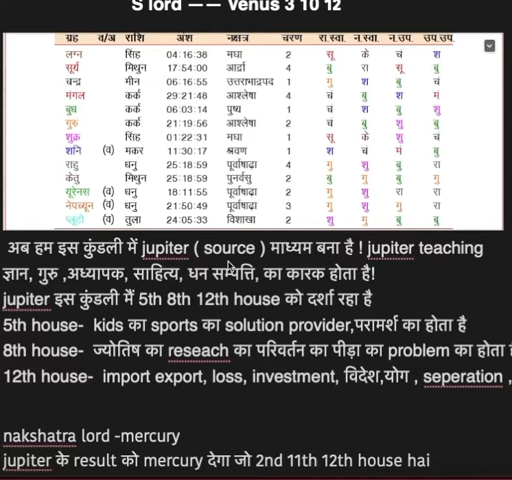 S lord —— Venus 3 10 12
ग्रह व/अ राशि अंश नक्षत्र चरण रा.स्वा. न.स्वा. न.उप. उप.उप.
लग्न सिंह 04:16:38 मघा 2 सू के चं श
सूर्य मिथुन 17:54:00 आर्द्रा 4 बु रा सू बु
चन्द्र मीन 06:16:55 उत्तराभाद्रपद 1 गु श बु चं
मंगल कर्क 29:21:48 आश्लेषा 4 चं बु श मं
बुध कर्क 06:03:14 पुष्य 1 चं श बु शु
गुरु कर्क 21:19:56 आश्लेषा 2 चं बु शु बु
शुक्र सिंह 01:22:31 मघा 1 सू के शु चं
शनि (व) मकर 11:30:17 श्रवण 1 श चं मं बु
राहु धनु 25:18:59 पूर्वाषाढा 4 गु शु बु रा
केतु मिथुन 25:18:59 पुनर्वसु 2 बु गु बु गु
यूरेनस (व) धनु 18:11:55 पूर्वाषाढा 2 गु शु रा रा
नेपच्यून (व) धनु 21:50:49 पूर्वाषाढा 3 गु शु गु रा
प्लूटो (व) तुला 24:05:33 विशाखा 2 शु गु बु बु
अब हम इस कुंडली में jupiter ( source ) माध्यम बना है ! jupiter teaching
ज्ञान, गुरु ,अध्यापक, साहित्य, धन सम्पत्ति, का कारक होता है!
jupiter इस कुंडली मैं 5th 8th 12th house को दर्शा रहा है
5th house- kids का sports का solution provider,परामर्श का होता है
8th house- ज्योतिष का reseach का परिवर्तन का पीड़ा का problem का होता
12th house- import export, loss, investment, विदेश,योग , seperation ,
nakshatra lord -mercury
jupiter के result को mercury देगा जो 2nd 11th 12th house hai